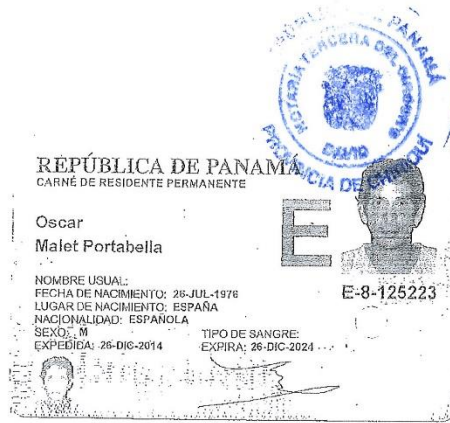 NOTARÍA TERCERA DEL CIRCUITO
DAVID
PROVINCIA DE CHIRIQUÍ
REPÚBLICA DE PANAMÁ
CARNÉ DE RESIDENTE PERMANENTE
Oscar
Malet Portabella
E
NOMBRE USUAL:
FECHA DE NACIMIENTO: 26-JUL-1976
LUGAR DE NACIMIENTO: ESPAÑA
NACIONALIDAD: ESPAÑOLA
SEXO: M TIPO DE SANGRE:
EXPEDIDA: 26-DIC-2014 EXPIRA: 26-DIC-2024
E-8-125223